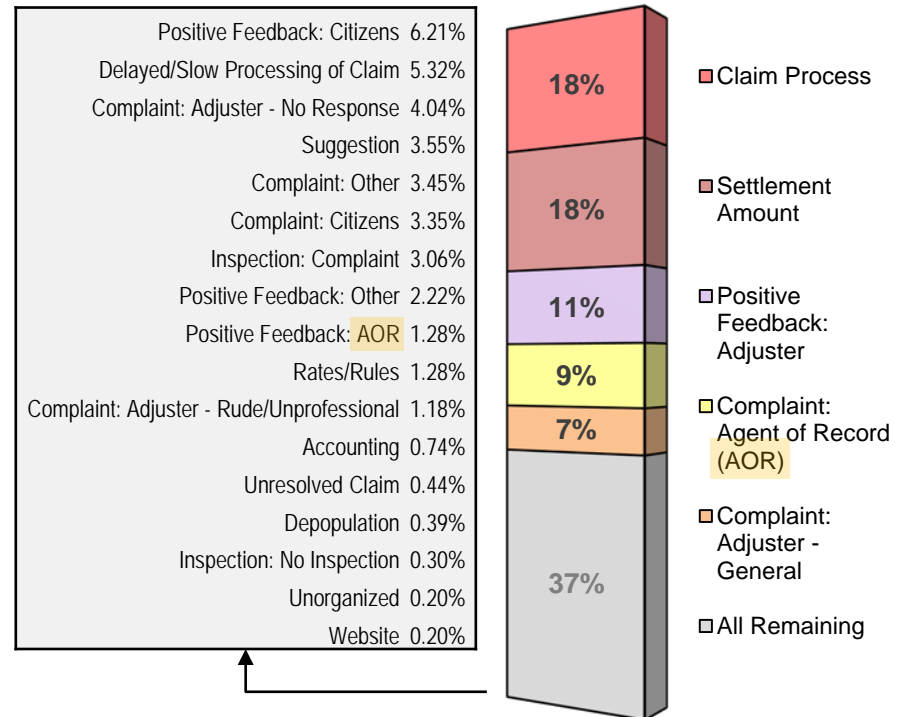 Positive Feedback: Citizens 6.21%
Delayed/Slow Processing of Claim 5.32%
Complaint: Adjuster - No Response 4.04%
Suggestion 3.55%
Complaint: Other 3.45%
Complaint: Citizens 3.35%
Inspection: Complaint 3.06%
Positive Feedback: Other 2.22%
Positive Feedback: AOR 1.28%
Rates/Rules 1.28%
Complaint: Adjuster - Rude/Unprofessional 1.18%
Accounting 0.74%
Unresolved Claim 0.44%
Depopulation 0.39%
Inspection: No Inspection 0.30%
Unorganized 0.20%
Website 0.20%
18%
18%
11%
9%
7%
37%
Claim Process
Settlement
Amount
Positive
Feedback:
Adjuster
Complaint:
Agent of Record
(AOR)
Complaint:
Adjuster -
General
All Remaining